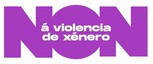 NON
á violencia
de xénero